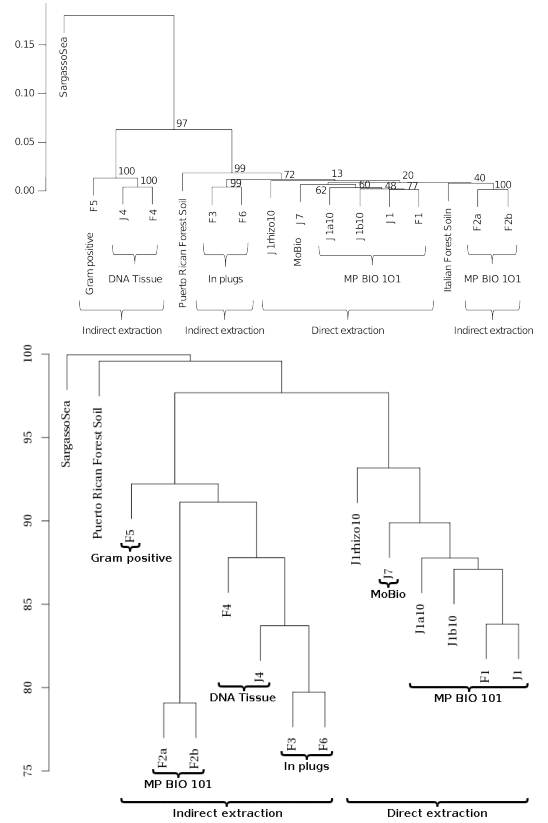 0.15
0.10
0.05
0.00
SargassoSea
97
100
100
99
99
72
13
62
60
48
77
20
40
100
F5
J 4
F4
Puerto Rican Forest Soil
F3
F6
J 1rhizo10
J 7
J 1a10
J 1b10
J 1
F1
Italian Forest Soiln
F2a
F2b
Gram positive
DNA Tissue
In plugs
MoBio
MP BIO 1O1
MP BIO 1O1
Indirect extraction
Indirect extraction
Direct extraction
Indirect extraction
100
95
90
85
80
75
SargassoSea
Puerto Rican Forest Soil
F5
Gram positive
J1rhizo10
J7
MoBio
F4
J4
DNA Tissue
J1a10
J1b10
F1
J1
MP BIO 101
F2a
F2b
MP BIO 101
F3
F6
In plugs
Indirect extraction
Direct extraction